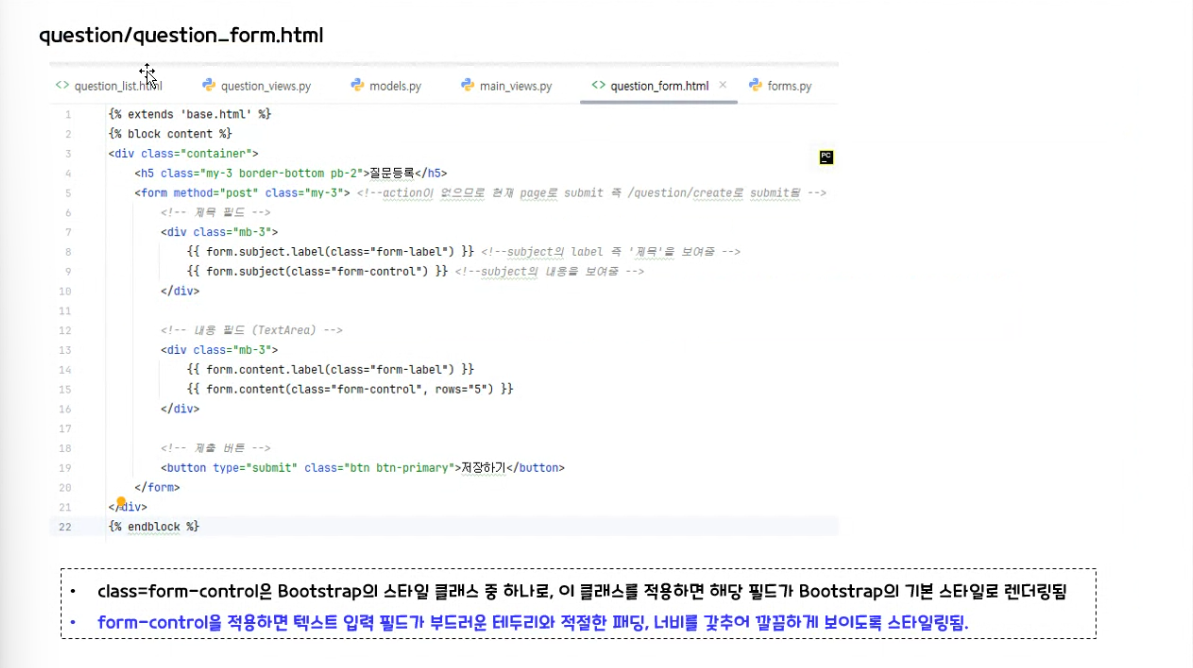 question/question_form.html
<> question_list.html question_views.py models.py main_views.py <> question_form.html × forms.py
1 {% extends 'base.html' %}
2 {% block content %}
3 <div class="container">
4 <h5 class="my-3 border-bottom pb-2">질문등록</h5>
5 <form method="post" class="my-3"> <!--action이 없으므로 현재 page로 submit 즉 /question/create로 submit됨 -->
6 <!-- 제목 필드 -->
7 <div class="mb-3">
8 {{ form.subject.label(class="form-label") }} <!--subject의 label 즉 '제목'을 보여줌 -->
9 {{ form.subject(class="form-control") }} <!--subject의 내용을 보여줌 -->
10 </div>
11
12 <!-- 내용 필드 (TextArea) -->
13 <div class="mb-3">
14 {{ form.content.label(class="form-label") }}
15 {{ form.content(class="form-control", rows="5") }}
16 </div>
17
18 <!-- 제출 버튼 -->
19 <button type="submit" class="btn btn-primary">저장하기</button>
20 </form>
21 </div>
22 {% endblock %}
PC
• class=form-control은 Bootstrap의 스타일 클래스 중 하나로, 이 클래스를 적용하면 해당 필드가 Bootstrap의 기본 스타일로 렌더링됨
• form-control을 적용하면 텍스트 입력 필드가 부드러운 테두리와 적절한 패딩, 너비를 갖추어 깔끔하게 보이도록 스타일링됨.